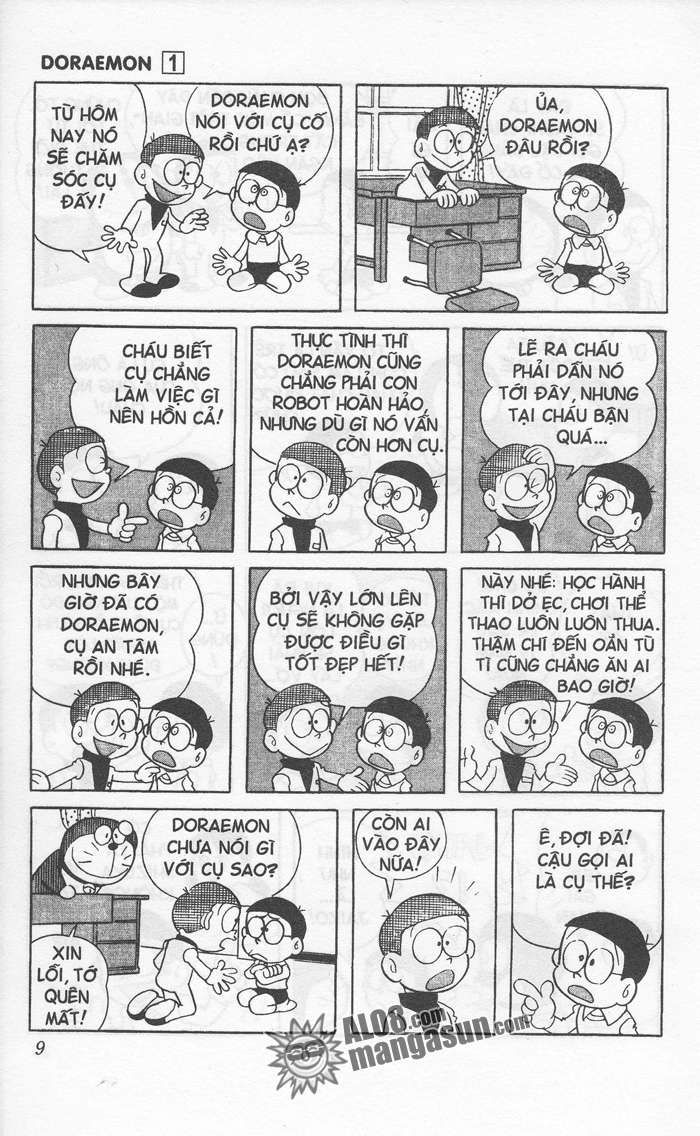 DORAEMON 1
ỦA,
DORAEMON
ĐÂU RỒI?
DORAEMON
NÓI VỚI CỤ CỐ
RỒI CHỨ Ạ?
TỪ HÔM
NAY NÓ
SẼ CHĂM
SÓC CỤ
ĐẤY!
LẼ RA CHÁU
PHẢI DẪN NÓ
TỚI ĐÂY, NHƯNG
TẠI CHÁU BẬN
QUÁ...
THỰC TÌNH THÌ
DORAEMON CŨNG
CHẲNG PHẢI CON
ROBOT HOÀN HẢO,
NHƯNG DÙ GÌ NÓ VẪN
CÒN HƠN CỤ.
CHÁU BIẾT
CỤ CHẲNG
LÀM VIỆC GÌ
NÊN HỒN CẢ!
NÀY NHÉ: HỌC HÀNH
THÌ DỞ ẸC, CHƠI THỂ
THAO LUÔN LUÔN THUA.
THẬM CHÍ ĐẾN OẲN TÙ
TÌ CŨNG CHẲNG ĂN AI
BAO GIỜ!
BỞI VẬY LỚN LÊN
CỤ SẼ KHÔNG GẶP
ĐƯỢC ĐIỀU GÌ
TỐT ĐẸP HẾT!
NHƯNG BÂY
GIỜ ĐÃ CÓ
DORAEMON,
CỤ AN TÂM
RỒI NHÉ.
Ê, ĐỢI ĐÃ!
CẬU GỌI AI
LÀ CỤ THẾ?
CÒN AI
VÀO ĐÂY
NỮA!
DORAEMON
CHƯA NÓI GÌ
VỚI CỤ SAO?
XIN
LỖI, TỚ
QUÊN
MẤT!
9
ALO8.com
mangasun.com